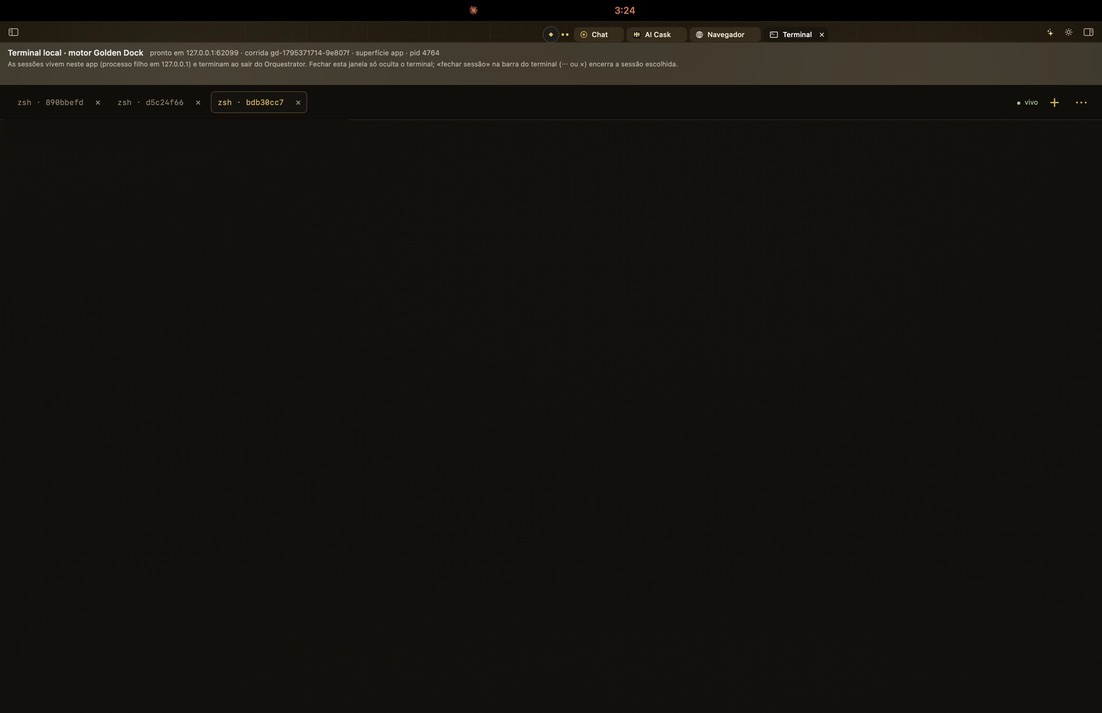 3:24
Chat
AI Cask
Navegador
Terminal ×
Terminal local · motor Golden Dock pronto em 127.0.0.1:62099 · corrida gd-1795371714-9e807f · superfície app · pid 4764
As sessões vivem neste app (processo filho em 127.0.0.1) e terminam ao sair do Orquestrator. Fechar esta janela só oculta o terminal; «fechar sessão» na barra do terminal (··· ou ×) encerra a sessão escolhida.
zsh · 890bbefd ×
zsh · d5c24f66 ×
zsh · bdb30cc7 ×
vivo + ···